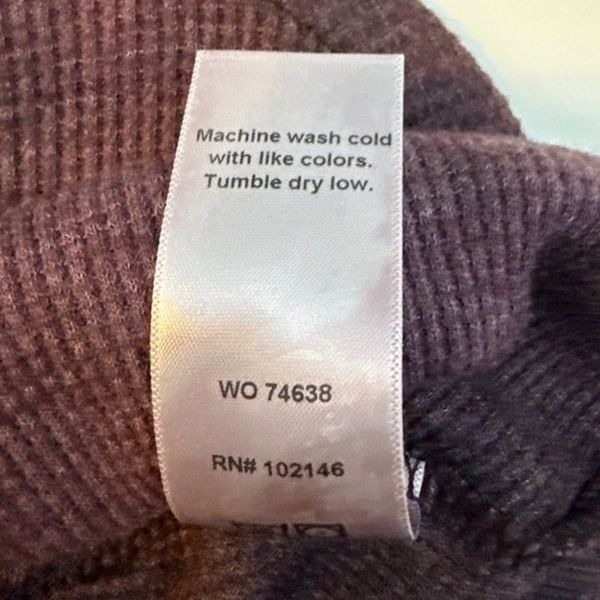 Machine wash cold
with like colors.
Tumble dry low.
WO 74638
RN# 102146